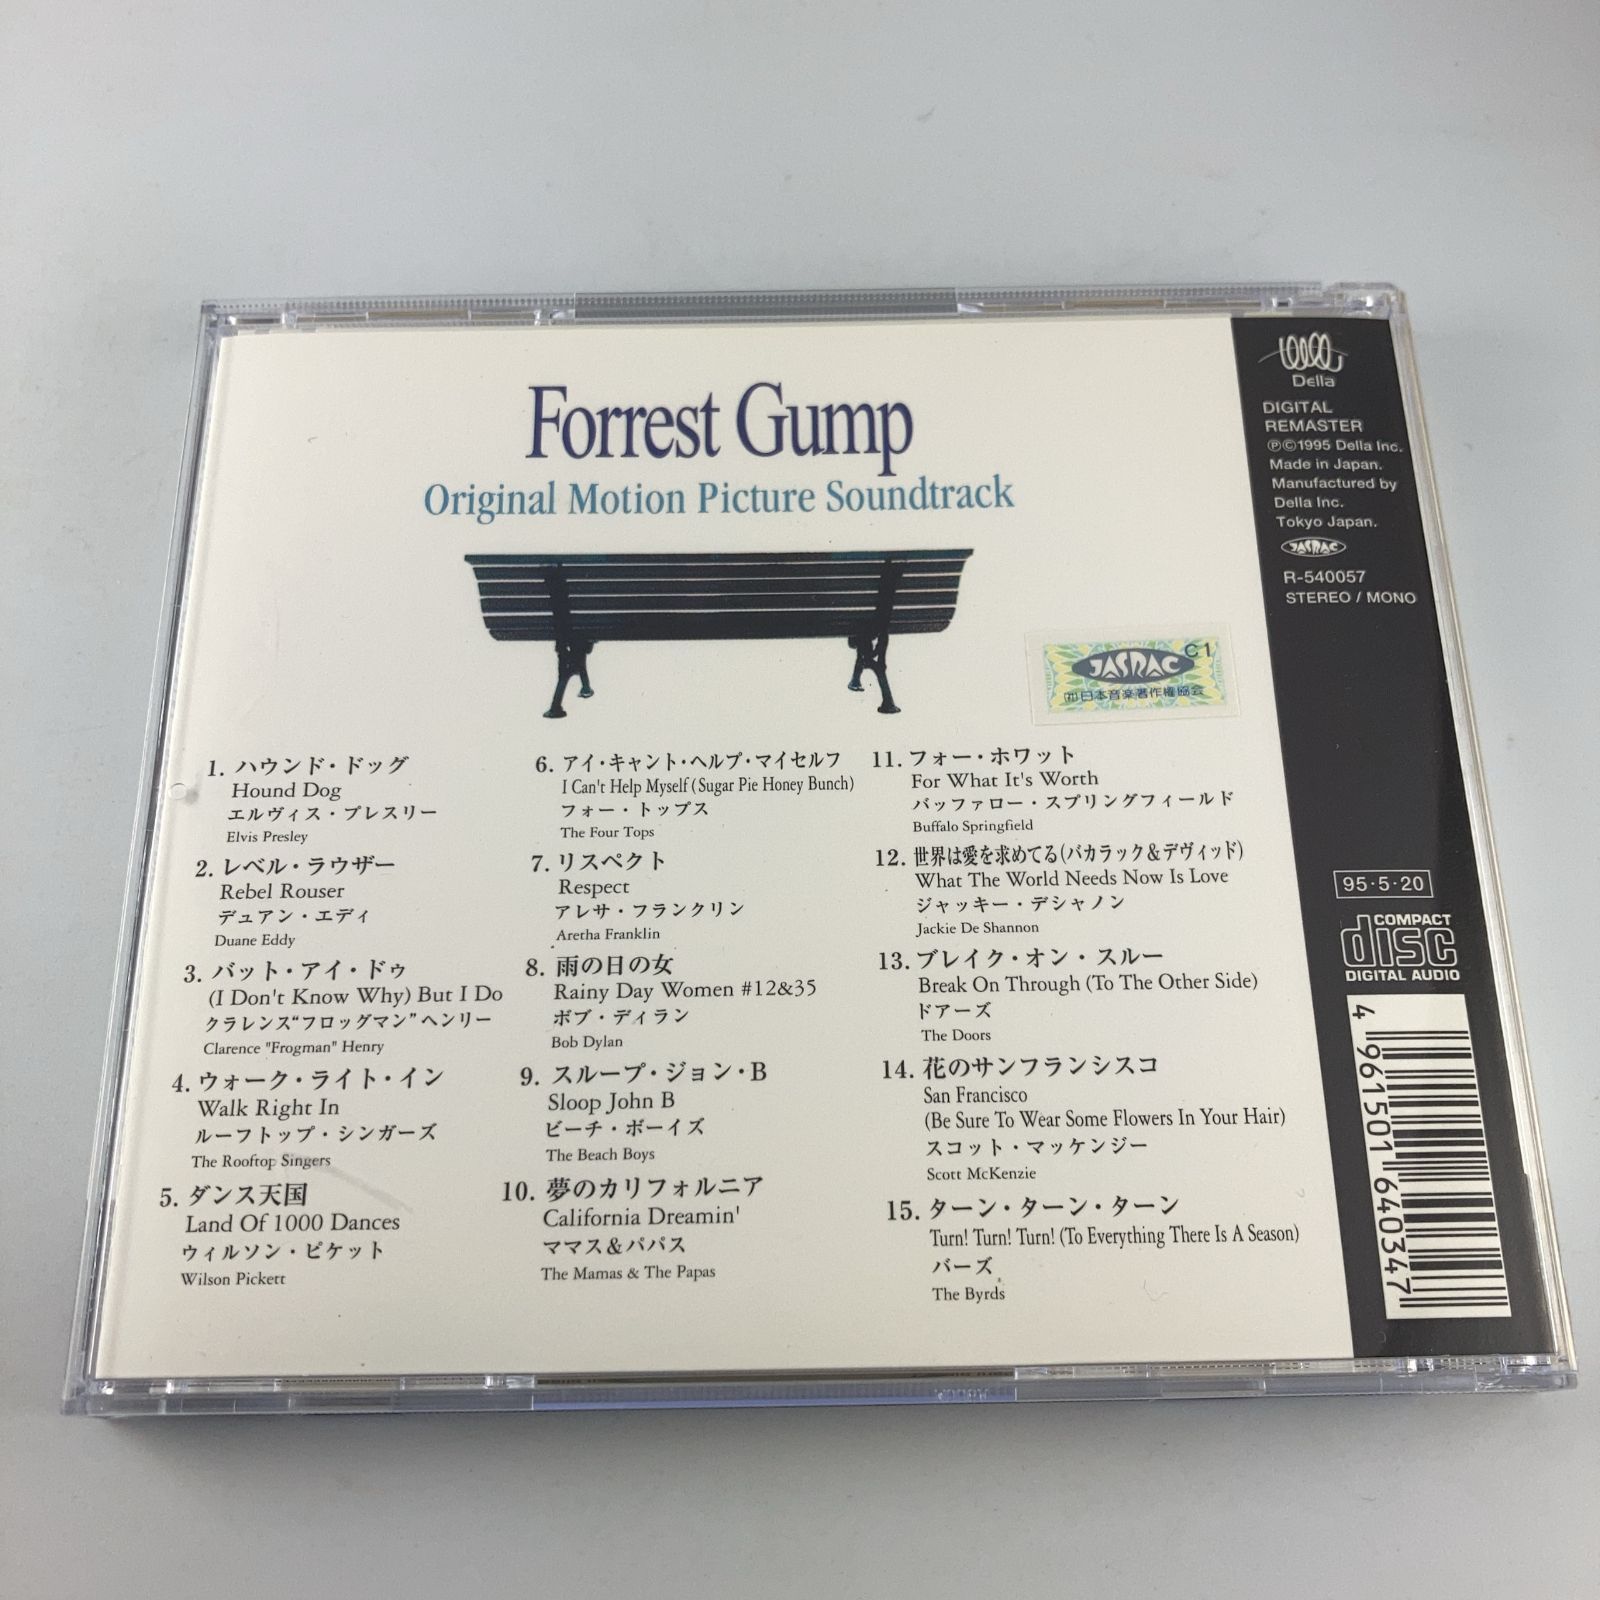 Forrest Gump
Original Motion Picture Soundtrack
JASRAC C1
㈳日本音楽著作権協会
1. ハウンド・ドッグ
Hound Dog
エルヴィス・プレスリー
Elvis Presley
2. レベル・ラウザー
Rebel Rouser
デュアン・エディ
Duane Eddy
3. バット・アイ・ドゥ
(I Don't Know Why) But I Do
クラレンス“フロッグマン”ヘンリー
Clarence "Frogman" Henry
4. ウォーク・ライト・イン
Walk Right In
ルーフトップ・シンガーズ
The Rooftop Singers
5. ダンス天国
Land Of 1000 Dances
ウィルソン・ピケット
Wilson Pickett
6. アイ・キャント・ヘルプ・マイセルフ
I Can't Help Myself (Sugar Pie Honey Bunch)
フォー・トップス
The Four Tops
7. リスペクト
Respect
アレサ・フランクリン
Aretha Franklin
8. 雨の日の女
Rainy Day Women #12&35
ボブ・ディラン
Bob Dylan
9. スループ・ジョン・B
Sloop John B
ビーチ・ボーイズ
The Beach Boys
10. 夢のカリフォルニア
California Dreamin'
ママス&パパス
The Mamas & The Papas
11. フォー・ホワット
For What It's Worth
バッファロー・スプリングフィールド
Buffalo Springfield
12. 世界は愛を求めてる(バカラック&デヴィッド)
What The World Needs Now Is Love
ジャッキー・デシャノン
Jackie De Shannon
13. ブレイク・オン・スルー
Break On Through (To The Other Side)
ドアーズ
The Doors
14. 花のサンフランシスコ
San Francisco
(Be Sure To Wear Some Flowers In Your Hair)
スコット・マッケンジー
Scott McKenzie
15. ターン・ターン・ターン
Turn! Turn! Turn! (To Everything There Is A Season)
バーズ
The Byrds
Della
DIGITAL
REMASTER
℗©1995 Della Inc.
Made in Japan.
Manufactured by
Della Inc.
Tokyo Japan.
JASRAC
R-540057
STEREO / MONO
95·5·20
COMPACT
disc
DIGITAL AUDIO
4 961501 640347